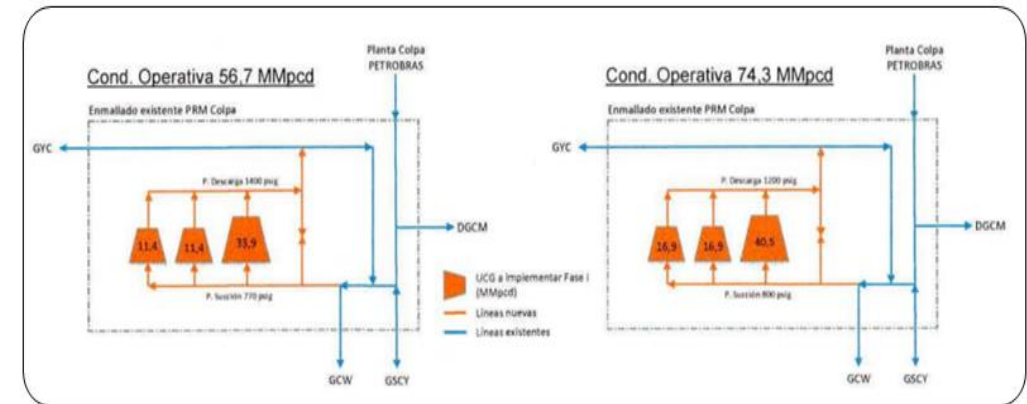 Cond. Operativa 56,7 MMpcd
Planta Colpa
PETROBRAS
Enmallado existente PRM Colpa
GYC
P. Descarga 1400 psig
11,4
11,4
33,9
DGCM
P. Succión 770 psig
GCW
GSCY
UCG a Implementar Fase I
(MMpcd)
Líneas nuevas
Líneas existentes
Cond. Operativa 74,3 MMpcd
Planta Colpa
PETROBRAS
Enmallado existente PRM Colpa
GYC
P. Descarga 1200 psig
16,9
16,9
40,5
DGCM
P. Succión 800 psig
GCW
GSCY